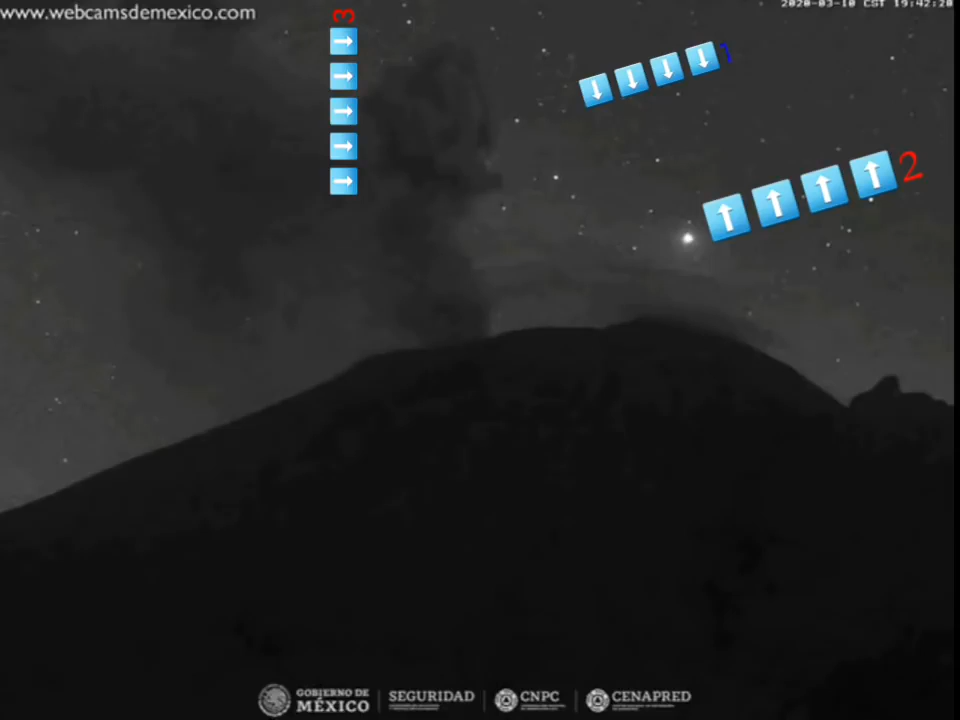 www.webcamsdemexico.com
2020-03-10 CST 19:42:20
3
➡➡➡➡➡
⬇⬇⬇⬇1
⬆⬆⬆⬆2
GOBIERNO DE
MÉXICO
SEGURIDAD
CNPC
CENAPRED